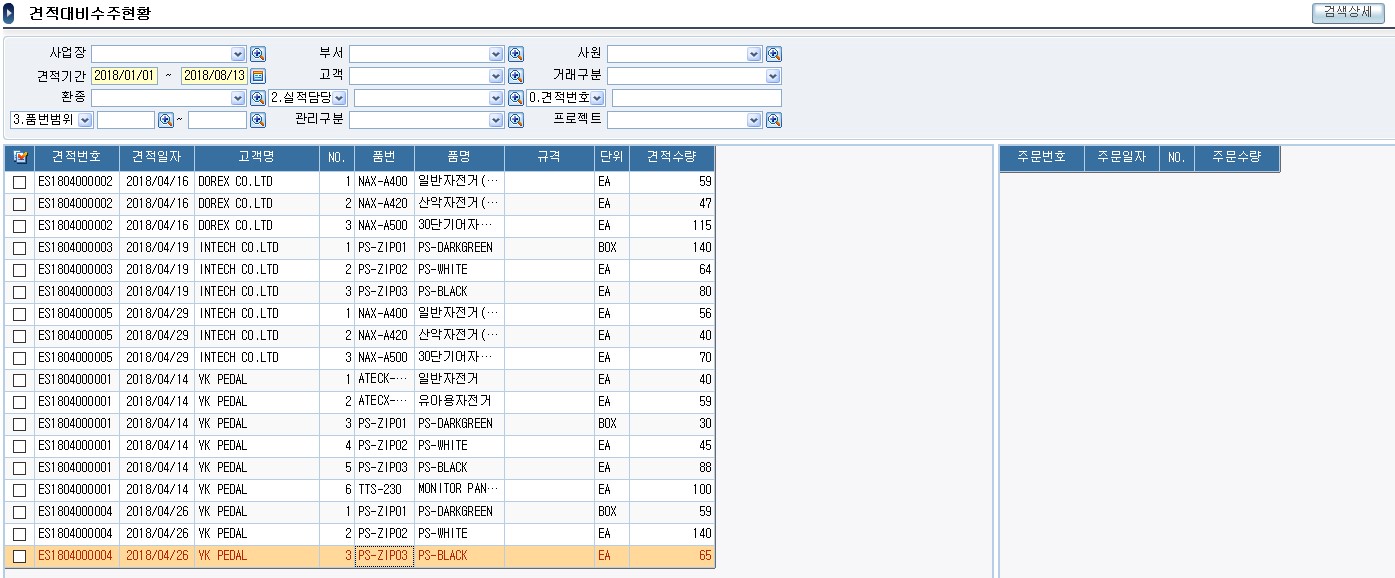 견적대비수주현황 검색상세
사업장 부서 사원
견적기간 2018/01/01 ~ 2018/08/13 고객 거래구분
환종 2.실적담당 0.견적번호
3.품번범위 ~ 관리구분 프로젝트
견적번호 견적일자 고객명 NO. 품번 품명 규격 단위 견적수량 주문번호 주문일자 NO. 주문수량
ES1804000002 2018/04/16 DOREX CO.LTD 1 NAX-A400 일반자전거(… EA 59
ES1804000002 2018/04/16 DOREX CO.LTD 2 NAX-A420 산악자전거(… EA 47
ES1804000002 2018/04/16 DOREX CO.LTD 3 NAX-A500 30단기어자… EA 115
ES1804000003 2018/04/19 INTECH CO.LTD 1 PS-ZIP01 PS-DARKGREEN BOX 140
ES1804000003 2018/04/19 INTECH CO.LTD 2 PS-ZIP02 PS-WHITE EA 64
ES1804000003 2018/04/19 INTECH CO.LTD 3 PS-ZIP03 PS-BLACK EA 80
ES1804000005 2018/04/29 INTECH CO.LTD 1 NAX-A400 일반자전거(… EA 56
ES1804000005 2018/04/29 INTECH CO.LTD 2 NAX-A420 산악자전거(… EA 40
ES1804000005 2018/04/29 INTECH CO.LTD 3 NAX-A500 30단기어자… EA 70
ES1804000001 2018/04/14 YK PEDAL 1 ATECK-… 일반자전거 EA 40
ES1804000001 2018/04/14 YK PEDAL 2 ATECX-… 유아용자전거 EA 59
ES1804000001 2018/04/14 YK PEDAL 3 PS-ZIP01 PS-DARKGREEN BOX 30
ES1804000001 2018/04/14 YK PEDAL 4 PS-ZIP02 PS-WHITE EA 45
ES1804000001 2018/04/14 YK PEDAL 5 PS-ZIP03 PS-BLACK EA 88
ES1804000001 2018/04/14 YK PEDAL 6 TTS-230 MONITOR PAN… EA 100
ES1804000004 2018/04/26 YK PEDAL 1 PS-ZIP01 PS-DARKGREEN BOX 59
ES1804000004 2018/04/26 YK PEDAL 2 PS-ZIP02 PS-WHITE EA 140
ES1804000004 2018/04/26 YK PEDAL 3 PS-ZIP03 PS-BLACK EA 65